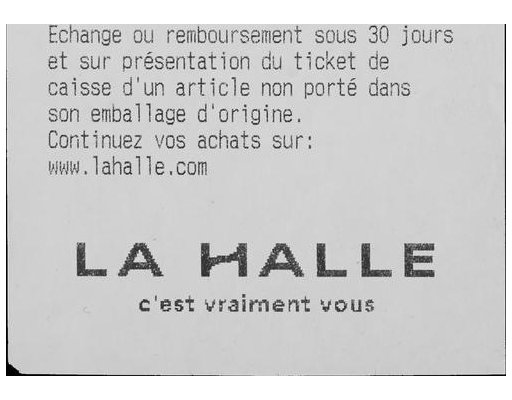 Echange ou remboursement sous 30 jours
et sur présentation du ticket de
caisse d'un article non porté dans
son emballage d'origine.
Continuez vos achats sur:
www.lahalle.com
LA HALLE
c'est vraiment vous